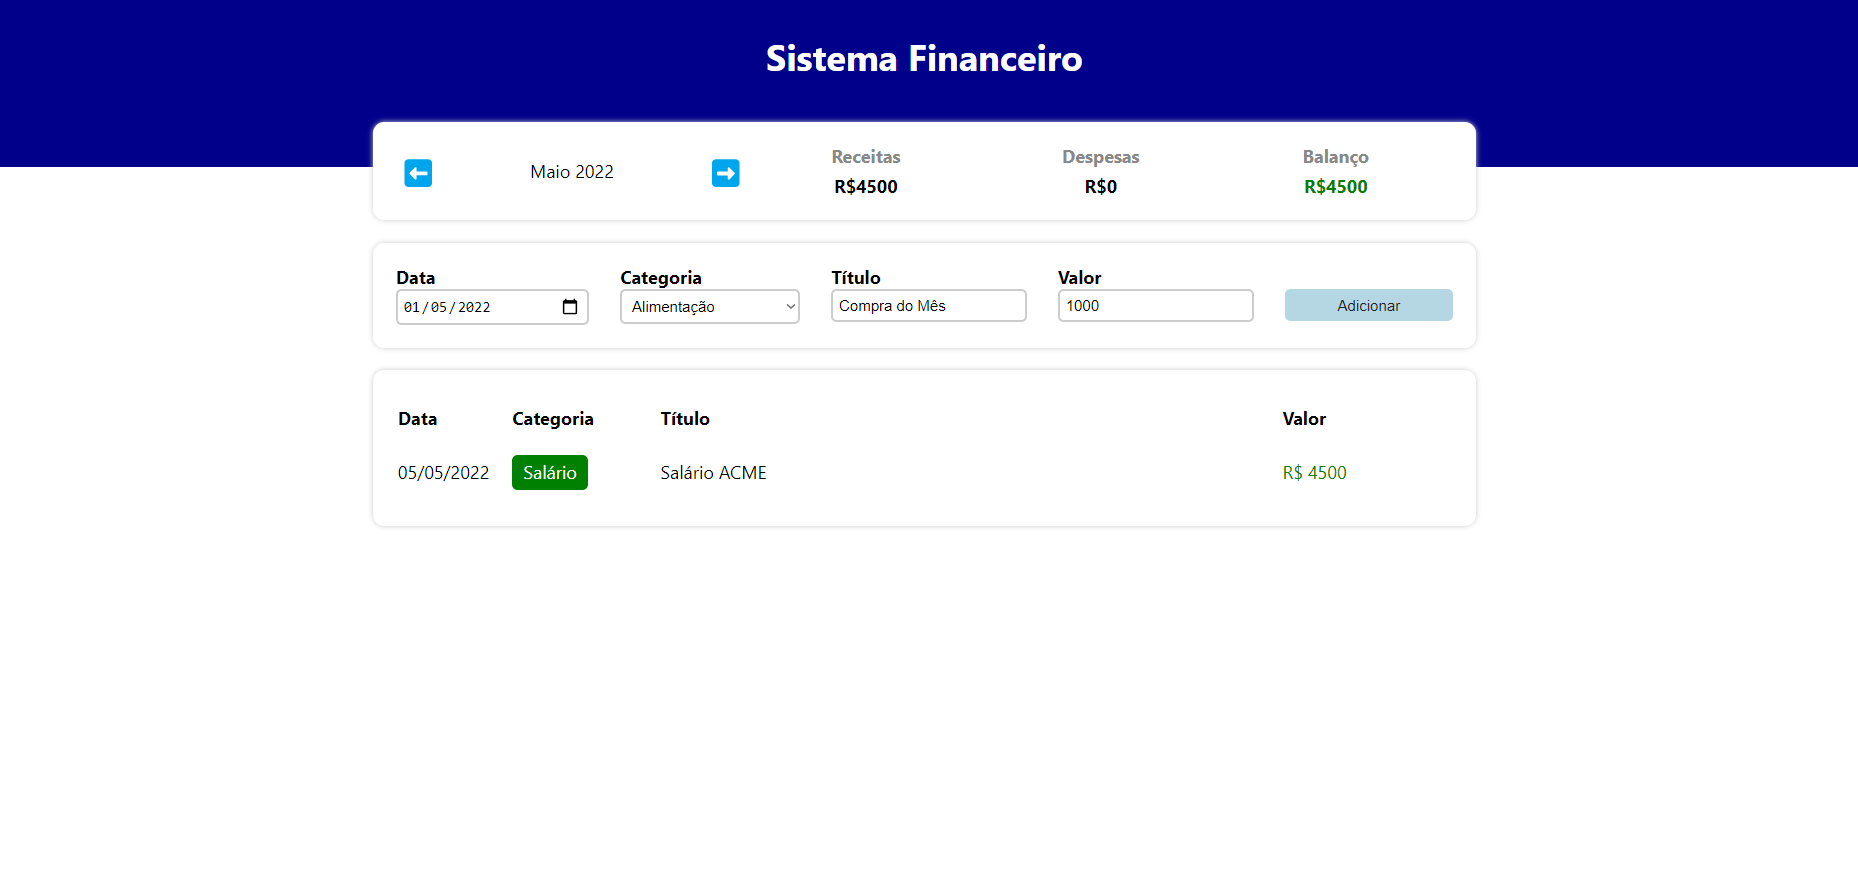 Sistema Financeiro
Maio 2022
Receitas
R$4500
Despesas
R$0
Balanço
R$4500
Data
01/05/2022
Categoria
Alimentação
Título
Compra do Mês
Valor
1000
Adicionar
Data Categoria Título Valor
05/05/2022 Salário Salário ACME R$ 4500